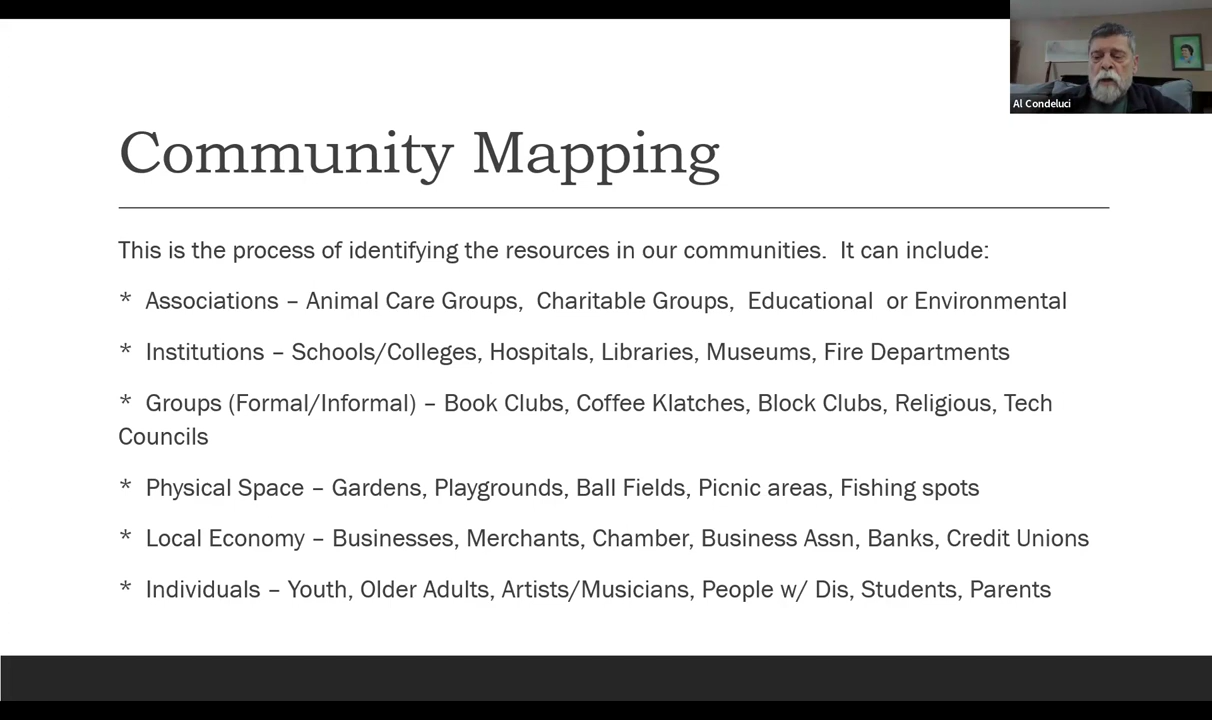 Al Condeluci
Community Mapping
This is the process of identifying the resources in our communities.  It can include:
*  Associations – Animal Care Groups,  Charitable Groups,  Educational  or Environmental
*  Institutions – Schools/Colleges, Hospitals, Libraries, Museums, Fire Departments
*  Groups (Formal/Informal) – Book Clubs, Coffee Klatches, Block Clubs, Religious, Tech
Councils
*  Physical Space – Gardens, Playgrounds, Ball Fields, Picnic areas, Fishing spots
*  Local Economy – Businesses, Merchants, Chamber, Business Assn, Banks, Credit Unions
*  Individuals – Youth, Older Adults, Artists/Musicians, People w/ Dis, Students, Parents